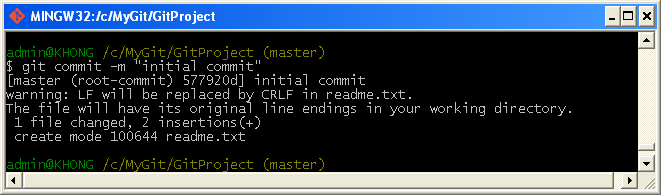 MINGW32:/c/MyGit/GitProject
admin@KHONG /c/MyGit/GitProject (master)
$ git commit -m "initial commit"
[master (root-commit) 577920d] initial commit
warning: LF will be replaced by CRLF in readme.txt.
The file will have its original line endings in your working directory.
 1 file changed, 2 insertions(+)
 create mode 100644 readme.txt
admin@KHONG /c/MyGit/GitProject (master)